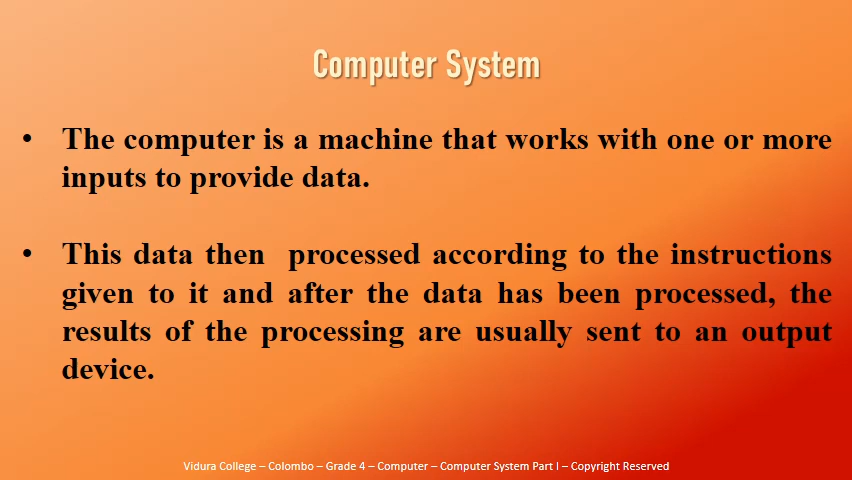 Computer System
• The computer is a machine that works with one or more
inputs to provide data.
• This data then processed according to the instructions
given to it and after the data has been processed, the
results of the processing are usually sent to an output
device.
Vidura College – Colombo – Grade 4 – Computer – Computer System Part I – Copyright Reserved